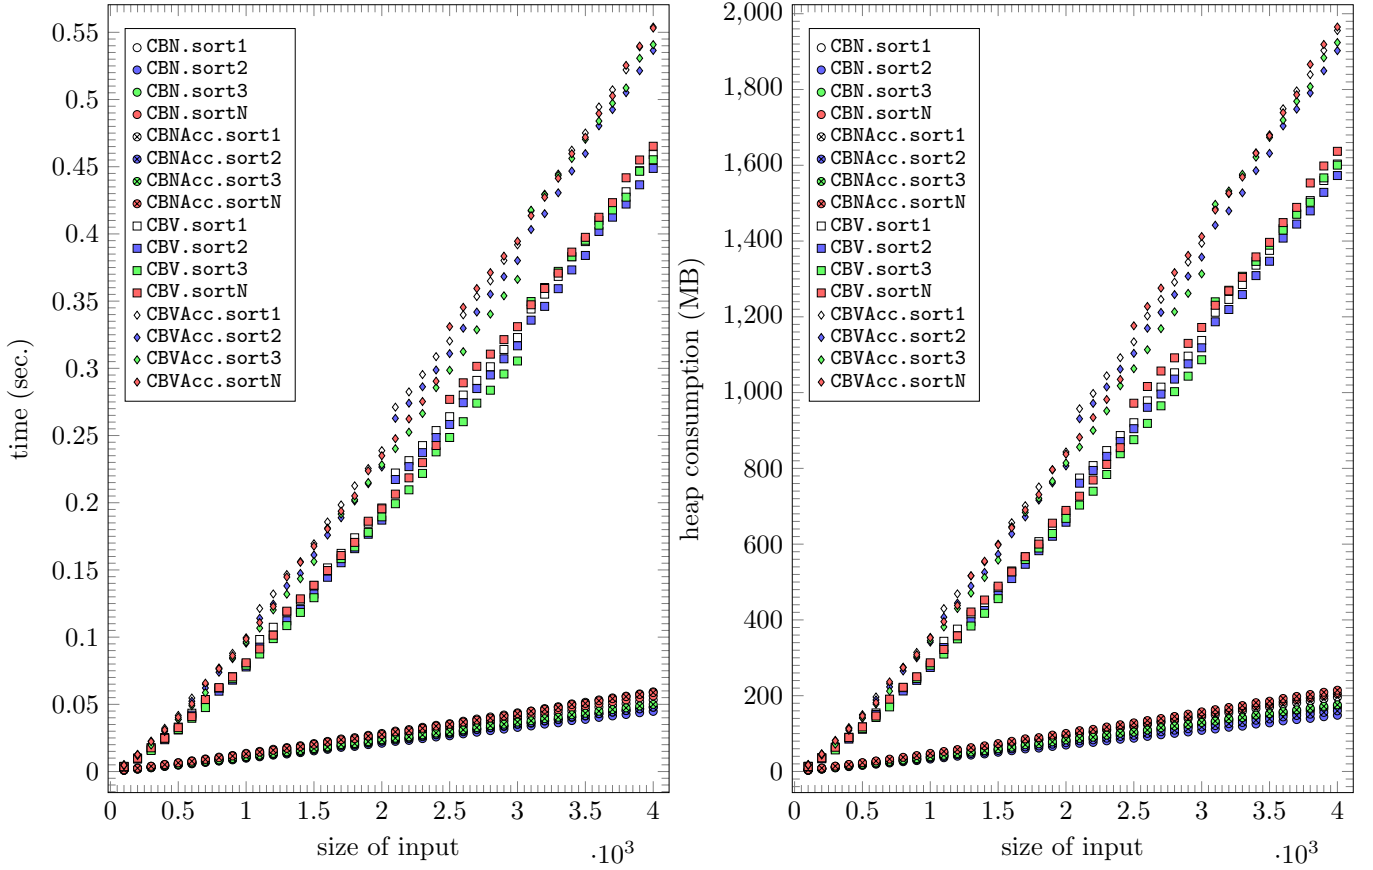 0.55
0.5
0.45
0.4
0.35
0.3
0.25
0.2
0.15
0.1
0.05
0
time (sec.)
CBN.sort1
CBN.sort2
CBN.sort3
CBN.sortN
CBNAcc.sort1
CBNAcc.sort2
CBNAcc.sort3
CBNAcc.sortN
CBV.sort1
CBV.sort2
CBV.sort3
CBV.sortN
CBVAcc.sort1
CBVAcc.sort2
CBVAcc.sort3
CBVAcc.sortN
0 0.5 1 1.5 2 2.5 3 3.5 4
size of input
·10³
2,000
1,800
1,600
1,400
1,200
1,000
800
600
400
200
0
heap consumption (MB)
CBN.sort1
CBN.sort2
CBN.sort3
CBN.sortN
CBNAcc.sort1
CBNAcc.sort2
CBNAcc.sort3
CBNAcc.sortN
CBV.sort1
CBV.sort2
CBV.sort3
CBV.sortN
CBVAcc.sort1
CBVAcc.sort2
CBVAcc.sort3
CBVAcc.sortN
0 0.5 1 1.5 2 2.5 3 3.5 4
size of input
·10³